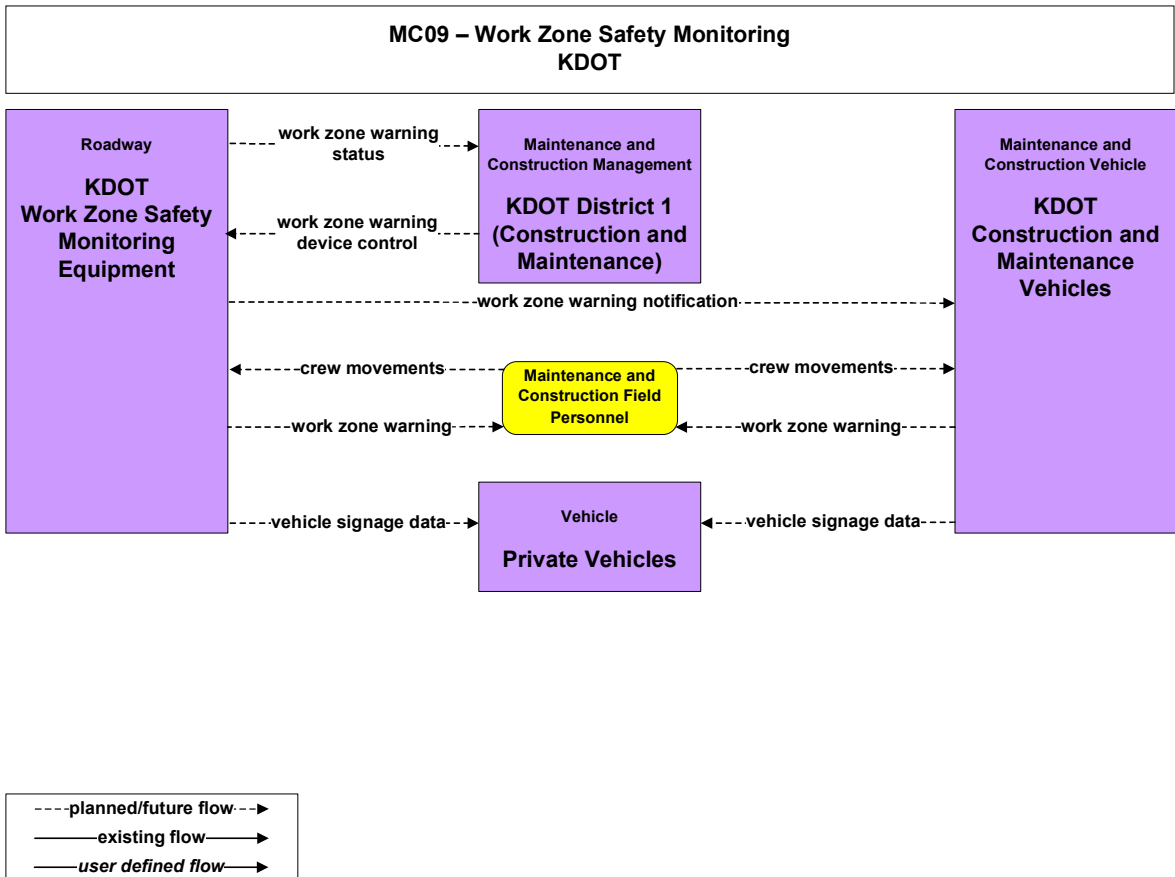 MC09 – Work Zone Safety Monitoring
KDOT
Roadway
KDOT
Work Zone Safety
Monitoring
Equipment
work zone warning
status
work zone warning
device control
Maintenance and
Construction Management
KDOT District 1
(Construction and
Maintenance)
Maintenance and
Construction Vehicle
KDOT
Construction and
Maintenance
Vehicles
work zone warning notification
crew movements
Maintenance and
Construction Field
Personnel
crew movements
work zone warning
work zone warning
vehicle signage data
Vehicle
Private Vehicles
vehicle signage data
planned/future flow
existing flow
user defined flow